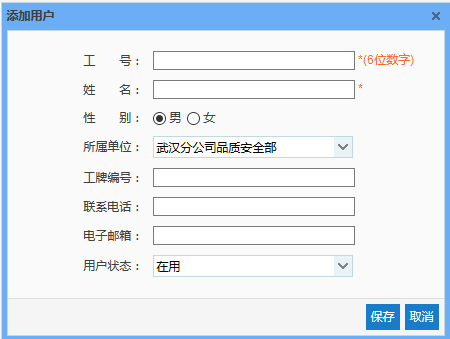 添加用户
工 号： *(6位数字)
姓 名： *
性 别： 男 女
所属单位： 武汉分公司品质安全部
工牌编号：
联系电话：
电子邮箱：
用户状态： 在用
保存 取消